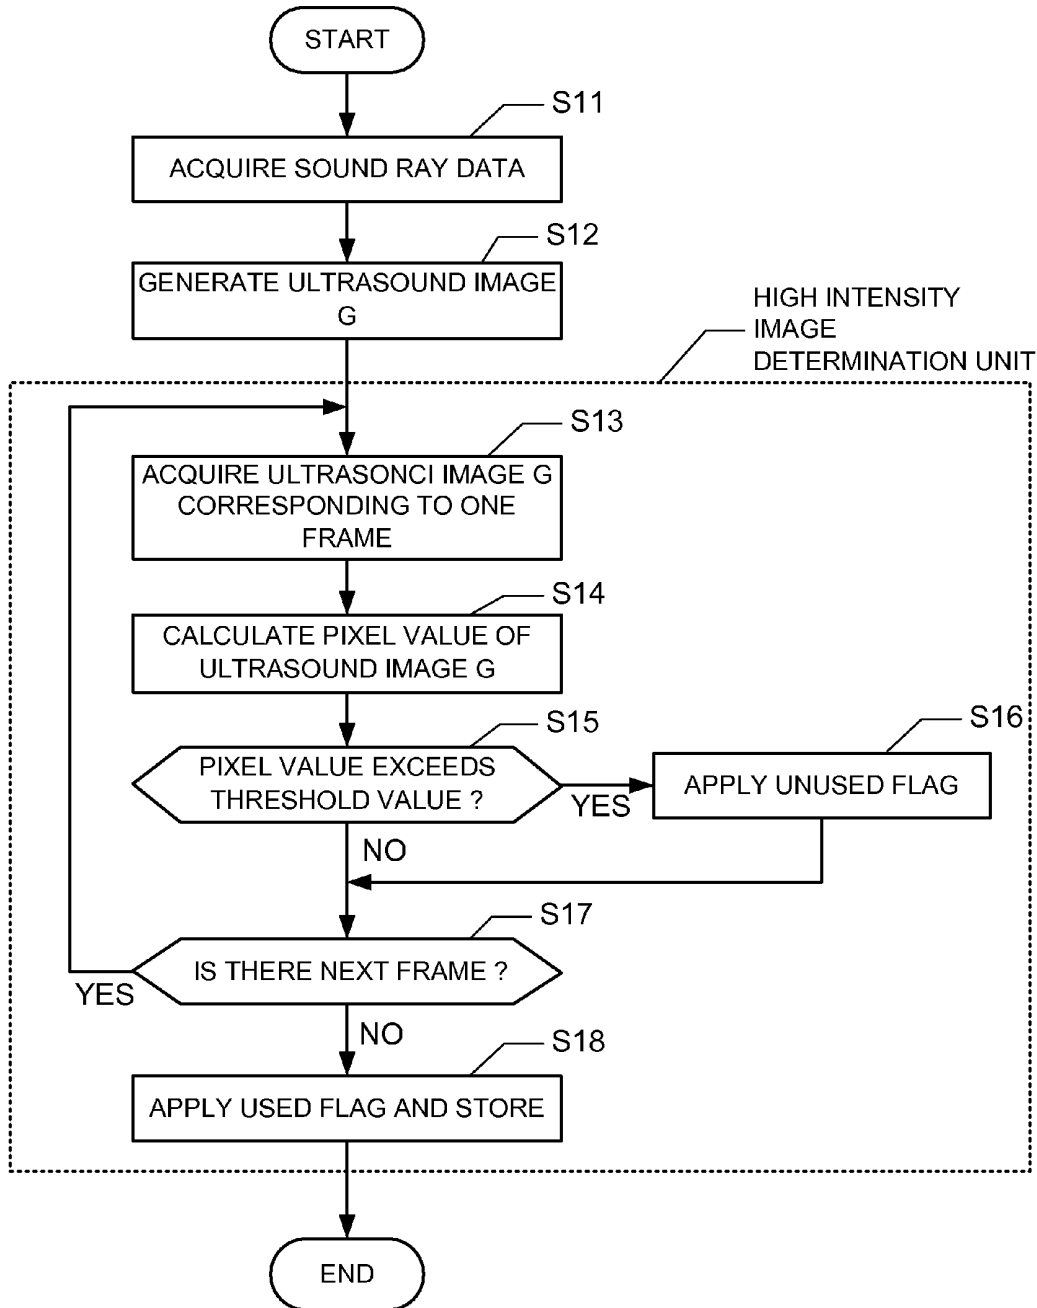 START
S11
ACQUIRE SOUND RAY DATA
S12
GENERATE ULTRASOUND IMAGE
G
HIGH INTENSITY
IMAGE
DETERMINATION UNIT
S13
ACQUIRE ULTRASONCI IMAGE G
CORRESPONDING TO ONE
FRAME
S14
CALCULATE PIXEL VALUE OF
ULTRASOUND IMAGE G
S15
PIXEL VALUE EXCEEDS
THRESHOLD VALUE ?
YES
S16
APPLY UNUSED FLAG
NO
S17
IS THERE NEXT FRAME ?
YES
NO
S18
APPLY USED FLAG AND STORE
END